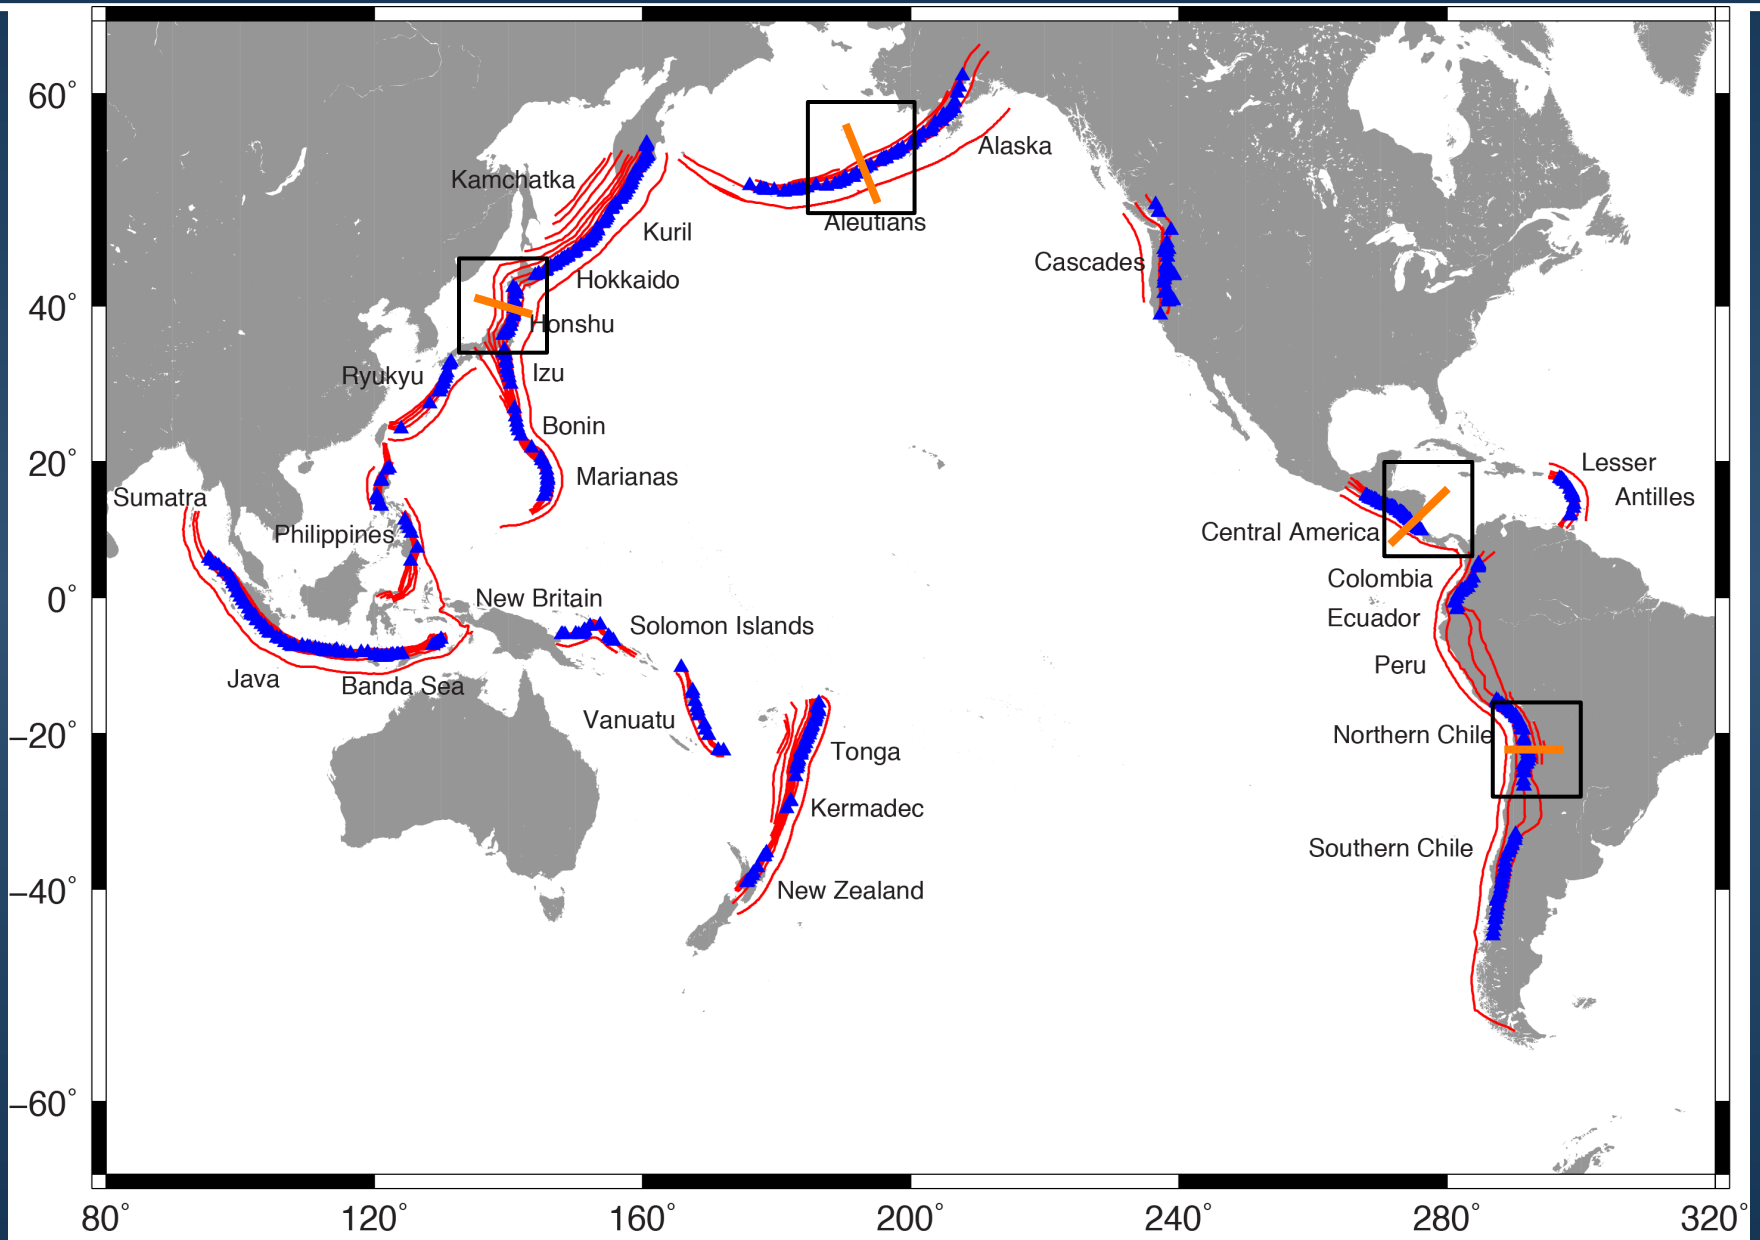 60°
Alaska
Kamchatka
Kuril
Aleutians
Cascades
Hokkaido
40°
Honshu
Ryukyu
Izu
Bonin
20°
Marianas
Lesser
Antilles
Sumatra
Philippines
Central America
Colombia
0°
New Britain
Ecuador
Solomon Islands
Peru
Java
Banda Sea
Vanuatu
–20°
Northern Chile
Tonga
Kermadec
Southern Chile
–40°
New Zealand
–60°
80°
120°
160°
200°
240°
280°
320°